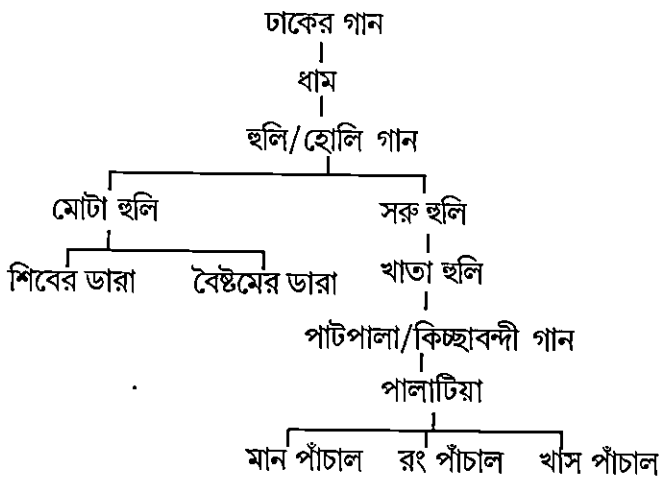 ঢাকের গান
ধাম
হুলি/হোলি গান
মোটা হুলি সরু হুলি
শিবের ডারা বৈষ্টমের ডারা খাতা হুলি
পাটপালা/কিচ্ছাবন্দী গান
পালাটিয়া
মান পাঁচাল রং পাঁচাল খাস পাঁচাল